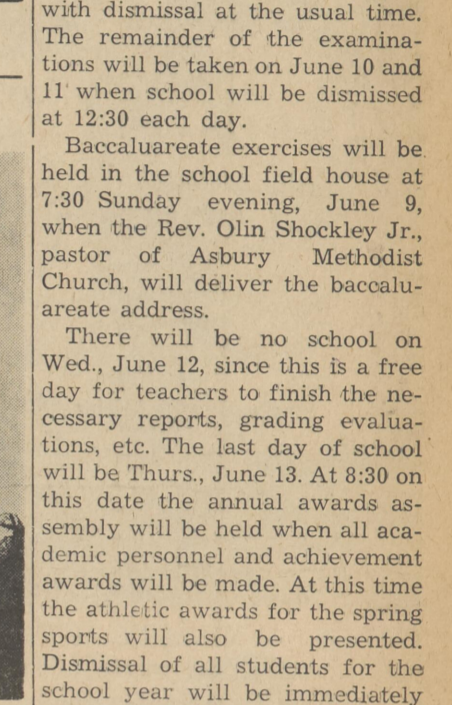 with dismissal at the usual time.
The remainder of the examina-
tions will be taken on June 10 and
11 when school will be dismissed
at 12:30 each day.
Baccaluareate exercises will be
held in the school field house at
7:30 Sunday evening, June 9,
when the Rev. Olin Shockley Jr.,
pastor of Asbury Methodist
Church, will deliver the baccalu-
areate address.
There will be no school on
Wed., June 12, since this is a free
day for teachers to finish the ne-
cessary reports, grading evalua-
tions, etc. The last day of school
will be Thurs., June 13. At 8:30 on
this date the annual awards as-
sembly will be held when all aca-
demic personnel and achievement
awards will be made. At this time
the athletic awards for the spring
sports will also be presented.
Dismissal of all students for the
school year will be immediately